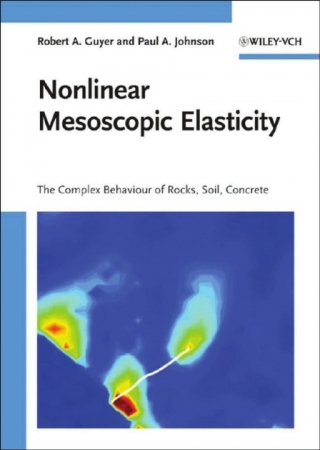 Robert A. Guyer and Paul A. Johnson
WILEY-VCH
Nonlinear
Mesoscopic Elasticity
The Complex Behaviour of Rocks, Soil, Concrete